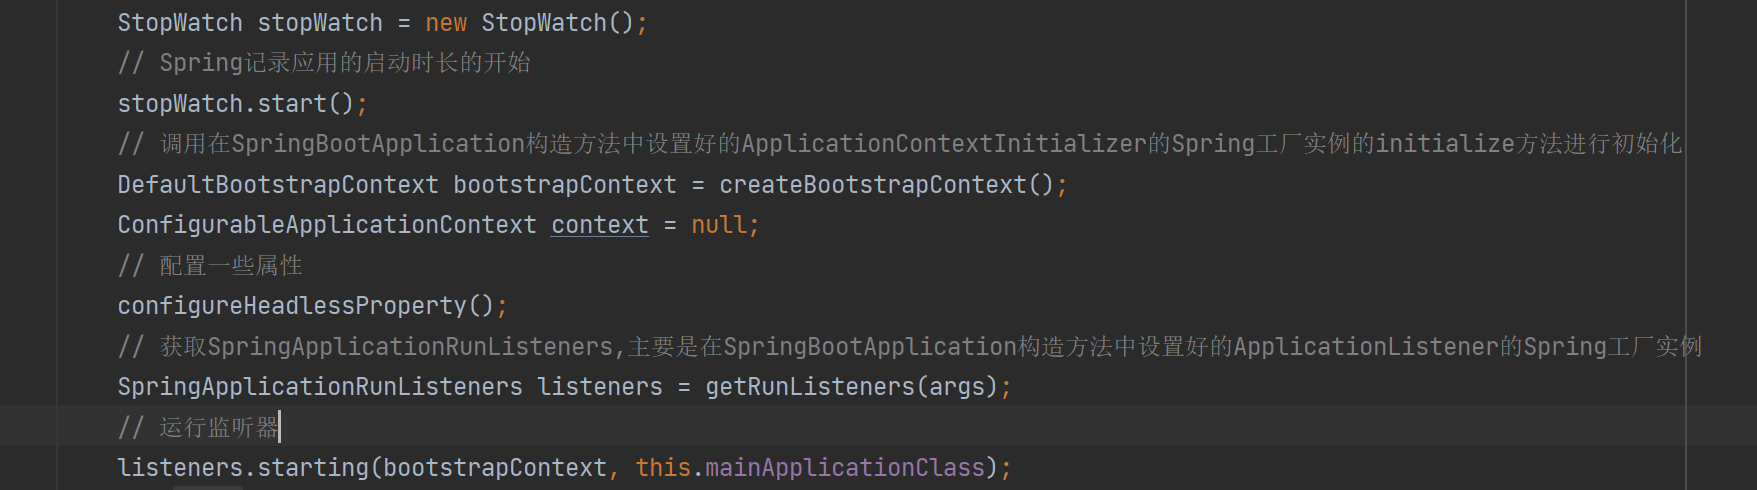 StopWatch stopWatch = new StopWatch();
// Spring记录应用的启动时长的开始
stopWatch.start();
// 调用在SpringBootApplication构造方法中设置好的ApplicationContextInitializer的Spring工厂实例的initialize方法进行初始化
DefaultBootstrapContext bootstrapContext = createBootstrapContext();
ConfigurableApplicationContext context = null;
// 配置一些属性
configureHeadlessProperty();
// 获取SpringApplicationRunListeners,主要是在SpringBootApplication构造方法中设置好的ApplicationListener的Spring工厂实例
SpringApplicationRunListeners listeners = getRunListeners(args);
// 运行监听器
listeners.starting(bootstrapContext, this.mainApplicationClass);